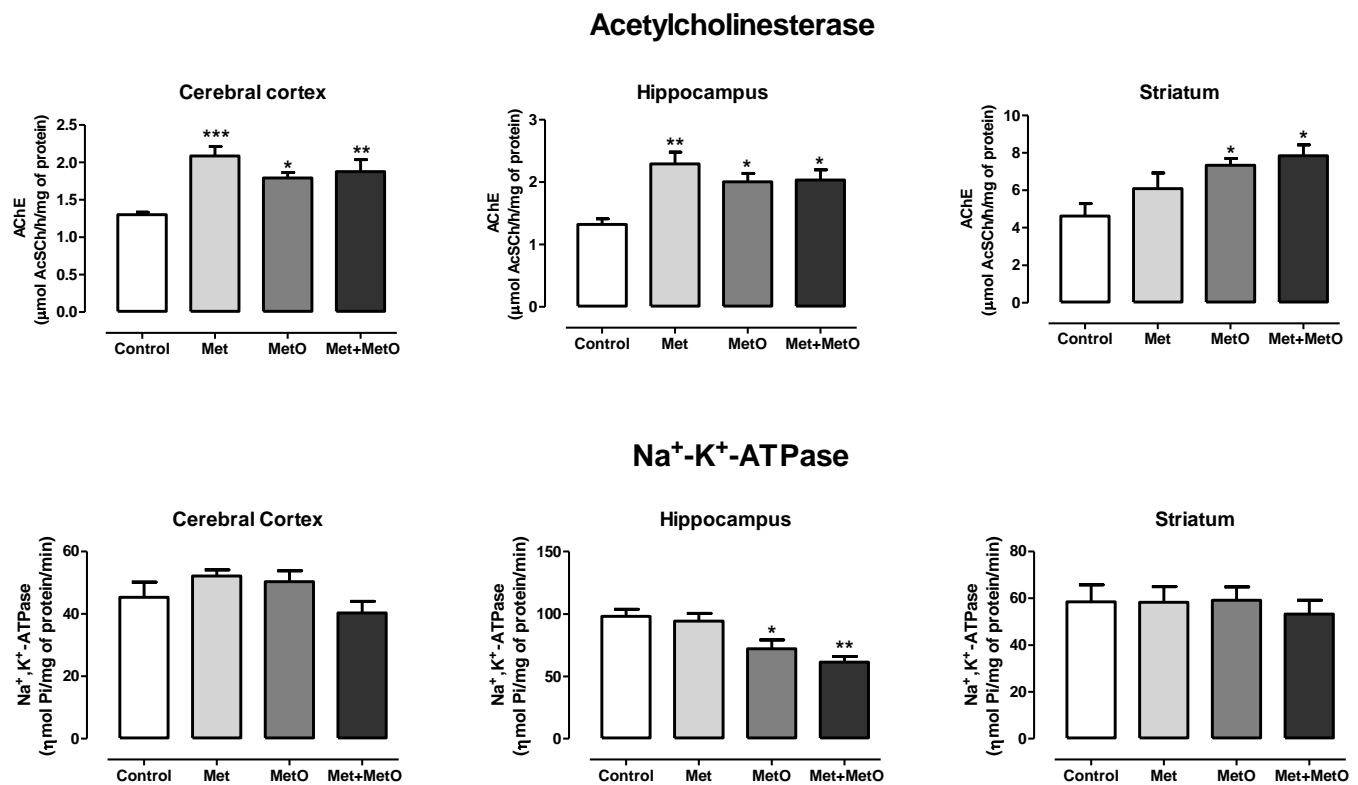 Acetylcholinesterase
Cerebral cortex
AChE
(μmol AcSCh/h/mg of protein)
2.5
2.0
1.5
1.0
0.5
0.0
***
*
**
Control Met MetO Met+MetO
Hippocampus
AChE
(μmol AcSCh/h/mg of protein)
3
2
1
0
**
*
*
Control Met MetO Met+MetO
Striatum
AChE
(μmol AcSCh/h/mg of protein)
10
8
6
4
2
0
*
*
Control Met MetO Met+MetO
Na⁺-K⁺-ATPase
Cerebral Cortex
Na⁺,K⁺-ATPase
(ηmol Pi/mg of protein/min)
60
40
20
0
Control Met MetO Met+MetO
Hippocampus
Na⁺,K⁺-ATPase
(ηmol Pi/mg of protein/min)
150
100
50
0
*
**
Control Met MetO Met+MetO
Striatum
Na⁺,K⁺-ATPase
(ηmol Pi/mg of protein/min)
80
60
40
20
0
Control Met MetO Met+MetO